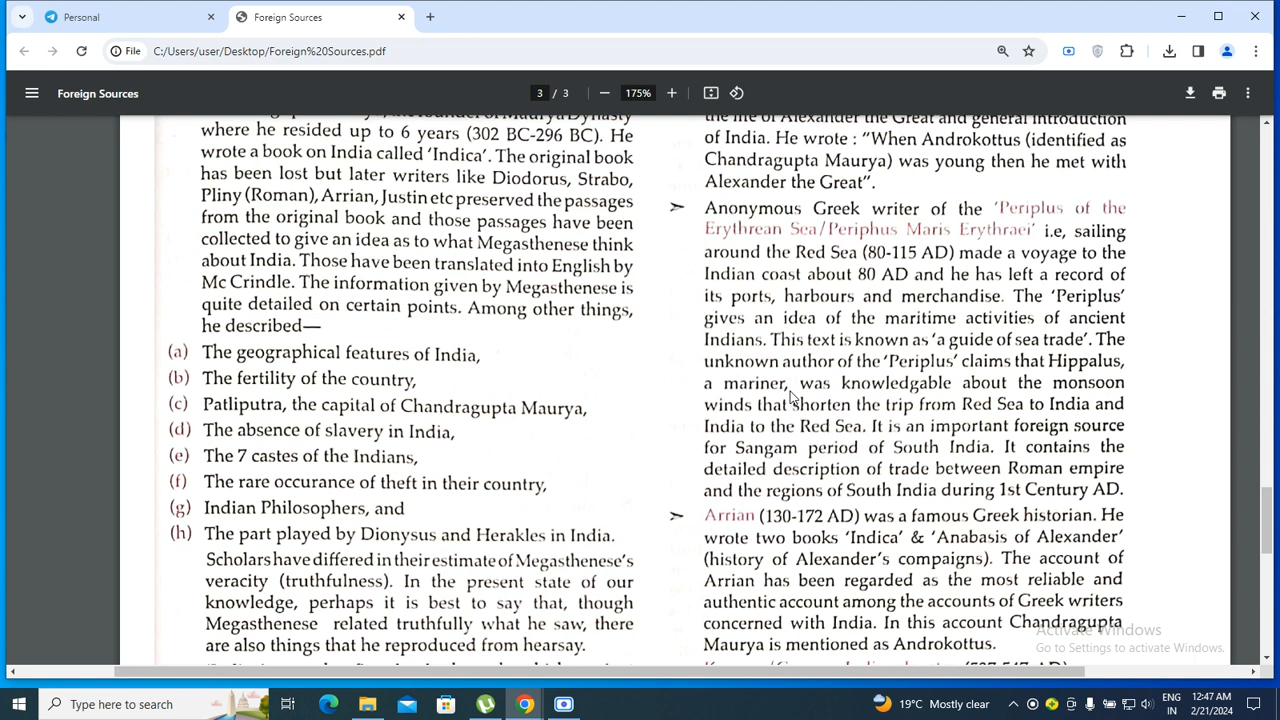 Personal
Foreign Sources
File
C:/Users/user/Desktop/Foreign%20Sources.pdf
Foreign Sources
3 / 3
175%
where he resided up to 6 years (302 BC-296 BC). He
wrote a book on India called 'Indica'. The original book
has been lost but later writers like Diodorus, Strabo,
Pliny (Roman), Arrian, Justin etc preserved the passages
from the original book and those passages have been
collected to give an idea as to what Megasthenese think
about India. Those have been translated into English by
Mc Crindle. The information given by Megasthenese is
quite detailed on certain points. Among other things,
he described—
(a) The geographical features of India,
(b) The fertility of the country,
(c) Patliputra, the capital of Chandragupta Maurya,
(d) The absence of slavery in India,
(e) The 7 castes of the Indians,
(f) The rare occurance of theft in their country,
(g) Indian Philosophers, and
(h) The part played by Dionysus and Herakles in India.
Scholars have differed in their estimate of Megasthenese's
veracity (truthfulness). In the present state of our
knowledge, perhaps it is best to say that, though
Megasthenese related truthfully what he saw, there
are also things that he reproduced from hearsay.
the life of Alexander the Great and general introduction
of India. He wrote : "When Androkottus (identified as
Chandragupta Maurya) was young then he met with
Alexander the Great".
➢ Anonymous Greek writer of the 'Periplus of the
Erythrean Sea/Periphus Maris Erythraei' i.e, sailing
around the Red Sea (80-115 AD) made a voyage to the
Indian coast about 80 AD and he has left a record of
its ports, harbours and merchandise. The 'Periplus'
gives an idea of the maritime activities of ancient
Indians. This text is known as 'a guide of sea trade'. The
unknown author of the 'Periplus' claims that Hippalus,
a mariner, was knowledgable about the monsoon
winds that shorten the trip from Red Sea to India and
India to the Red Sea. It is an important foreign source
for Sangam period of South India. It contains the
detailed description of trade between Roman empire
and the regions of South India during 1st Century AD.
➢ Arrian (130-172 AD) was a famous Greek historian. He
wrote two books 'Indica' & 'Anabasis of Alexander'
(history of Alexander's campaigns). The account of
Arrian has been regarded as the most reliable and
authentic account among the accounts of Greek writers
concerned with India. In this account Chandragupta
Maurya is mentioned as Androkottus.
Activate Windows
Go to Settings to activate Windows.
Type here to search
19°C Mostly clear
ENG
IN
12:47 AM
2/21/2024